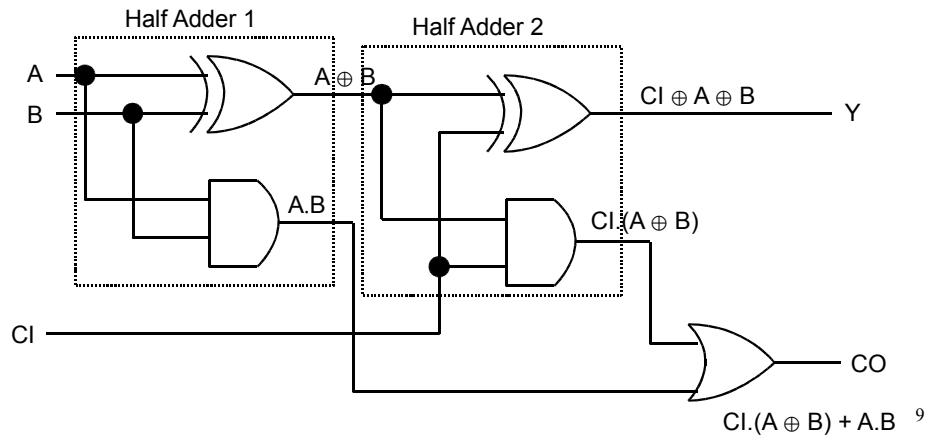 Half Adder 1
Half Adder 2
A
A ⊕ B
CI ⊕ A ⊕ B
Y
B
A.B
CI.(A ⊕ B)
CI
CO
CI.(A ⊕ B) + A.B
9